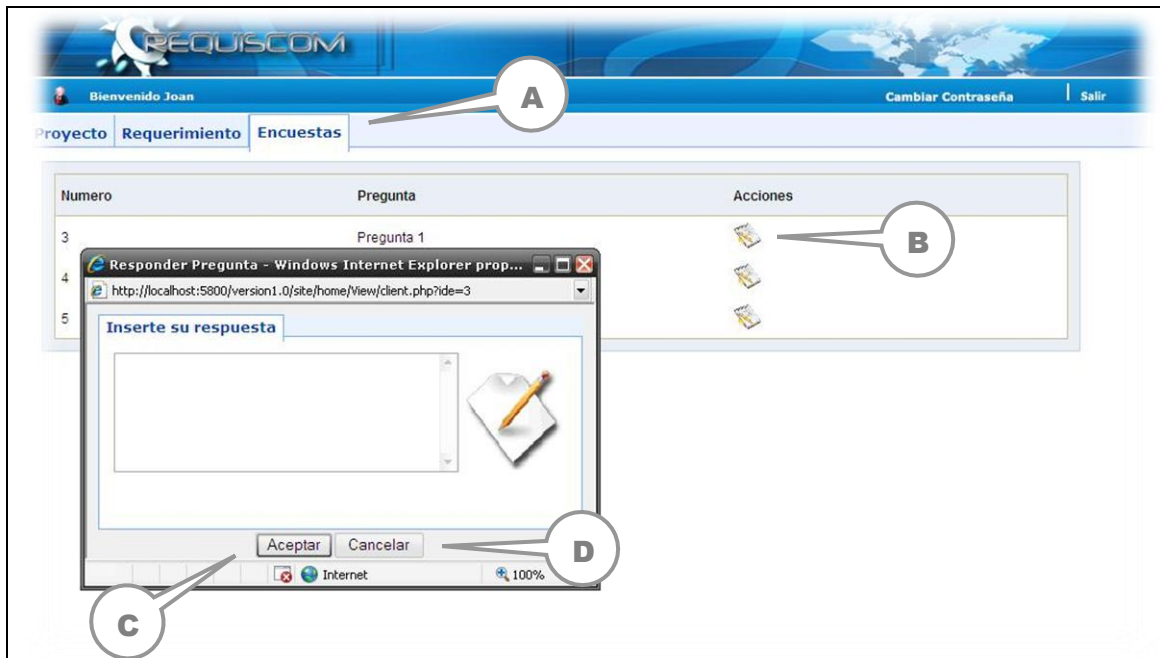 REQUISCOM
Bienvenido Joan
Cambiar Contraseña | Salir
A
Proyecto Requerimiento Encuestas
Numero Pregunta Acciones
3 Pregunta 1
B
4
5
Responder Pregunta - Windows Internet Explorer prop...
http://localhost:5800/version1.0/site/home/View/client.php?ide=3
Inserte su respuesta
Aceptar Cancelar
D
Internet 100%
C